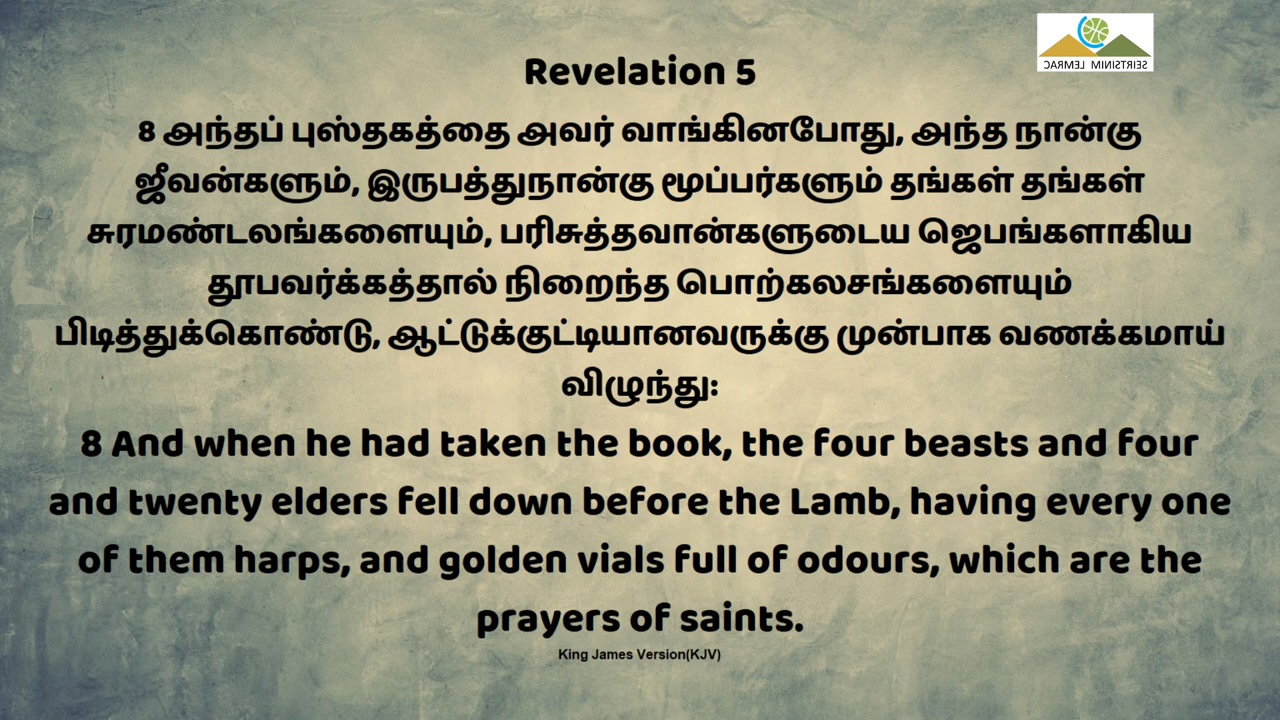 CARMEL MINISTRIES
Revelation 5
8 அந்தப் புஸ்தகத்தை அவர் வாங்கினபோது, அந்த நான்கு
ஜீவன்களும், இருபத்துநான்கு மூப்பர்களும் தங்கள் தங்கள்
சுரமண்டலங்களையும், பரிசுத்தவான்களுடைய ஜெபங்களாகிய
தூபவர்க்கத்தால் நிறைந்த பொற்கலசங்களையும்
பிடித்துக்கொண்டு, ஆட்டுக்குட்டியானவருக்கு முன்பாக வணக்கமாய்
விழுந்து:
8 And when he had taken the book, the four beasts and four
and twenty elders fell down before the Lamb, having every one
of them harps, and golden vials full of odours, which are the
prayers of saints.
King James Version(KJV)